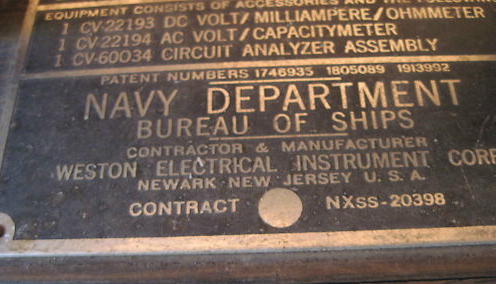 EQUIPMENT CONSISTS OF ACCESSORIES AND THE FOLLOWING
1 CV-22193 DC VOLT/MILLIAMPERE/OHMMETER
1 CV-22194 AC VOLT/CAPACITYMETER
1 CV-60034 CIRCUIT ANALYZER ASSEMBLY
PATENT NUMBERS 1746935 1805089 1913992
NAVY DEPARTMENT
BUREAU OF SHIPS
CONTRACTOR & MANUFACTURER
WESTON ELECTRICAL INSTRUMENT CORP
NEWARK NEW JERSEY U. S. A.
CONTRACT NXSS-20398